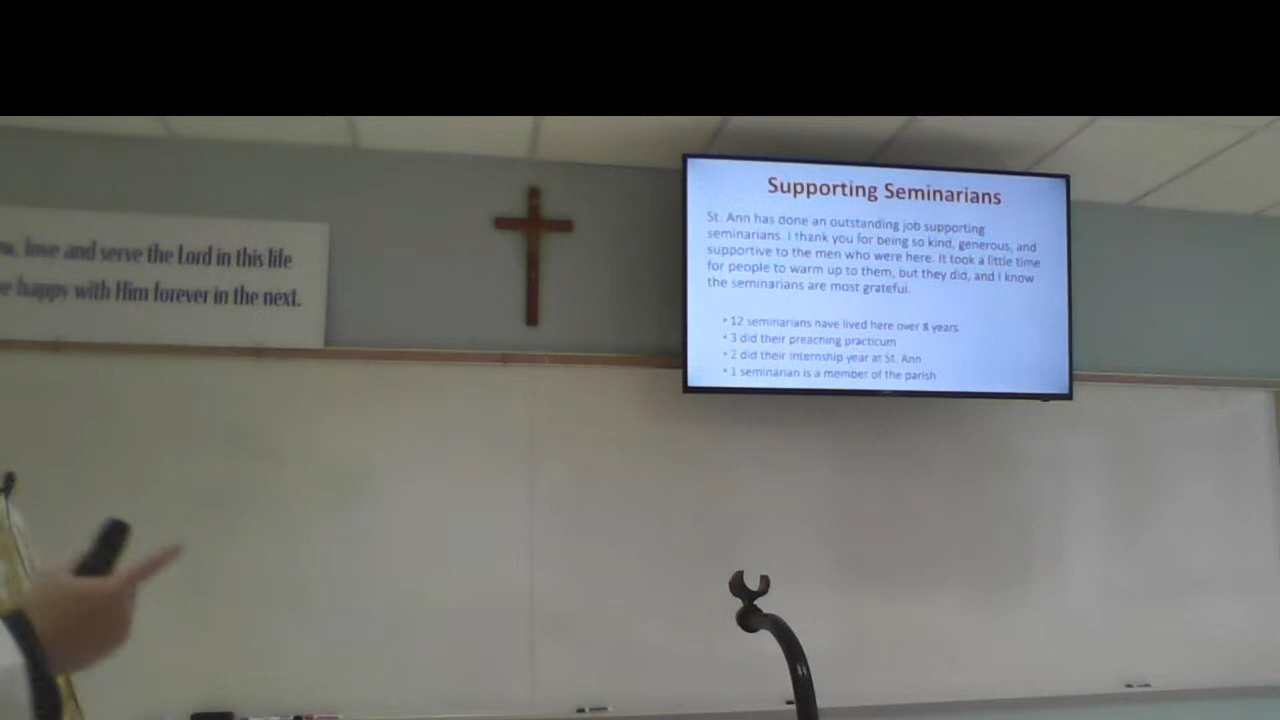 love and serve the Lord in this life
happy with Him forever in the next.
Supporting Seminarians
St. Ann has done an outstanding job supporting
seminarians. I thank you for being so kind, generous, and
supportive to the men who were here. It took a little time
for people to warm up to them, but they did, and I know
the seminarians are most grateful.
• 12 seminarians have lived here over 8 years
• 3 did their preaching practicum
• 2 did their internship year at St. Ann
• 1 seminarian is a member of the parish